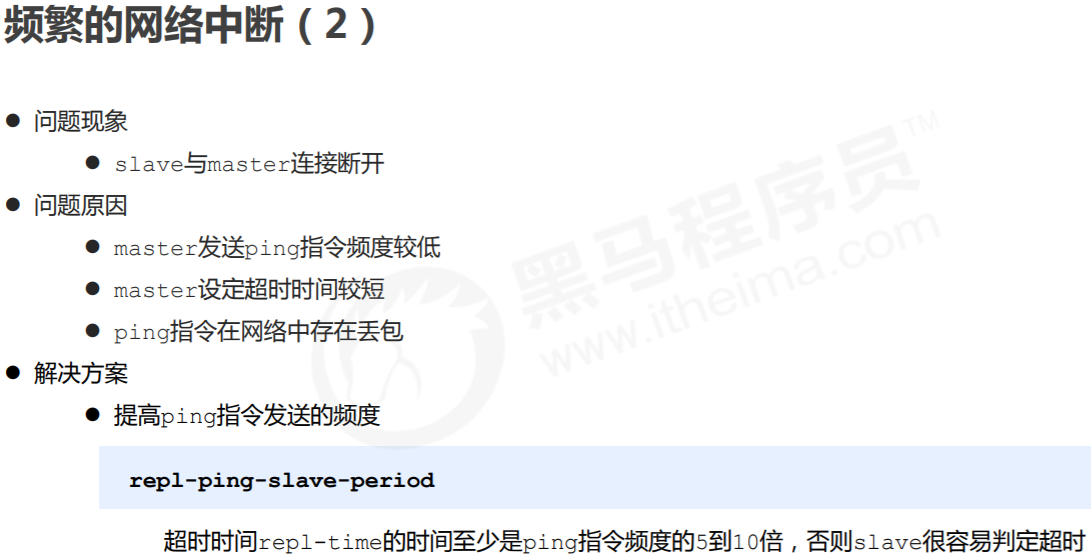 频繁的网络中断（2）
● 问题现象
● slave与master连接断开
● 问题原因
● master发送ping指令频度较低
● master设定超时时间较短
● ping指令在网络中存在丢包
● 解决方案
● 提高ping指令发送的频度
repl-ping-slave-period
超时时间repl-time的时间至少是ping指令频度的5到10倍，否则slave很容易判定超时
黑马程序员™
www.itheima.com